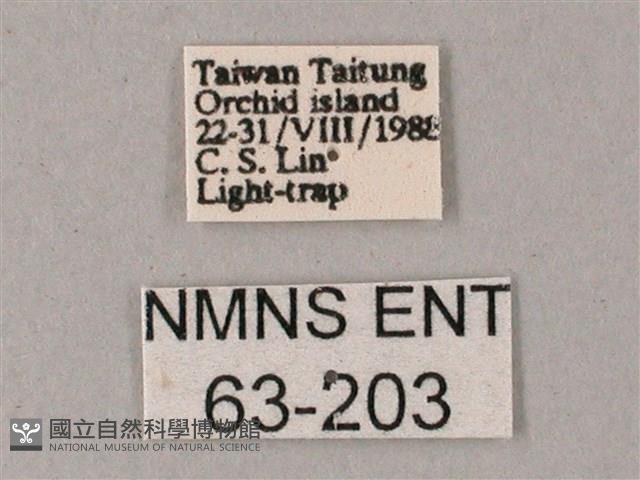 Taiwan Taitung
Orchid island
22-31/VIII/1988
C. S. Lin
Light-trap
NMNS ENT
63-203
國立自然科學博物館
NATIONAL MUSEUM OF NATURAL SCIENCE